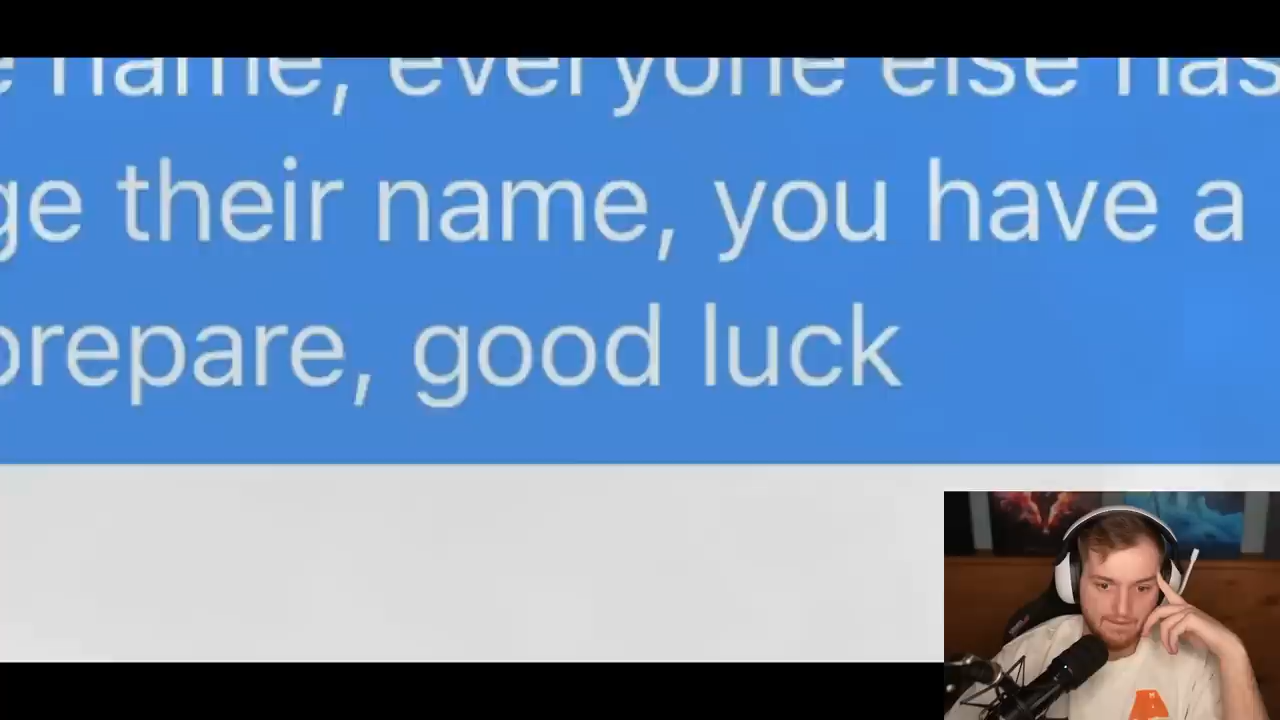 name, everyone else has
ge their name, you have a
prepare, good luck